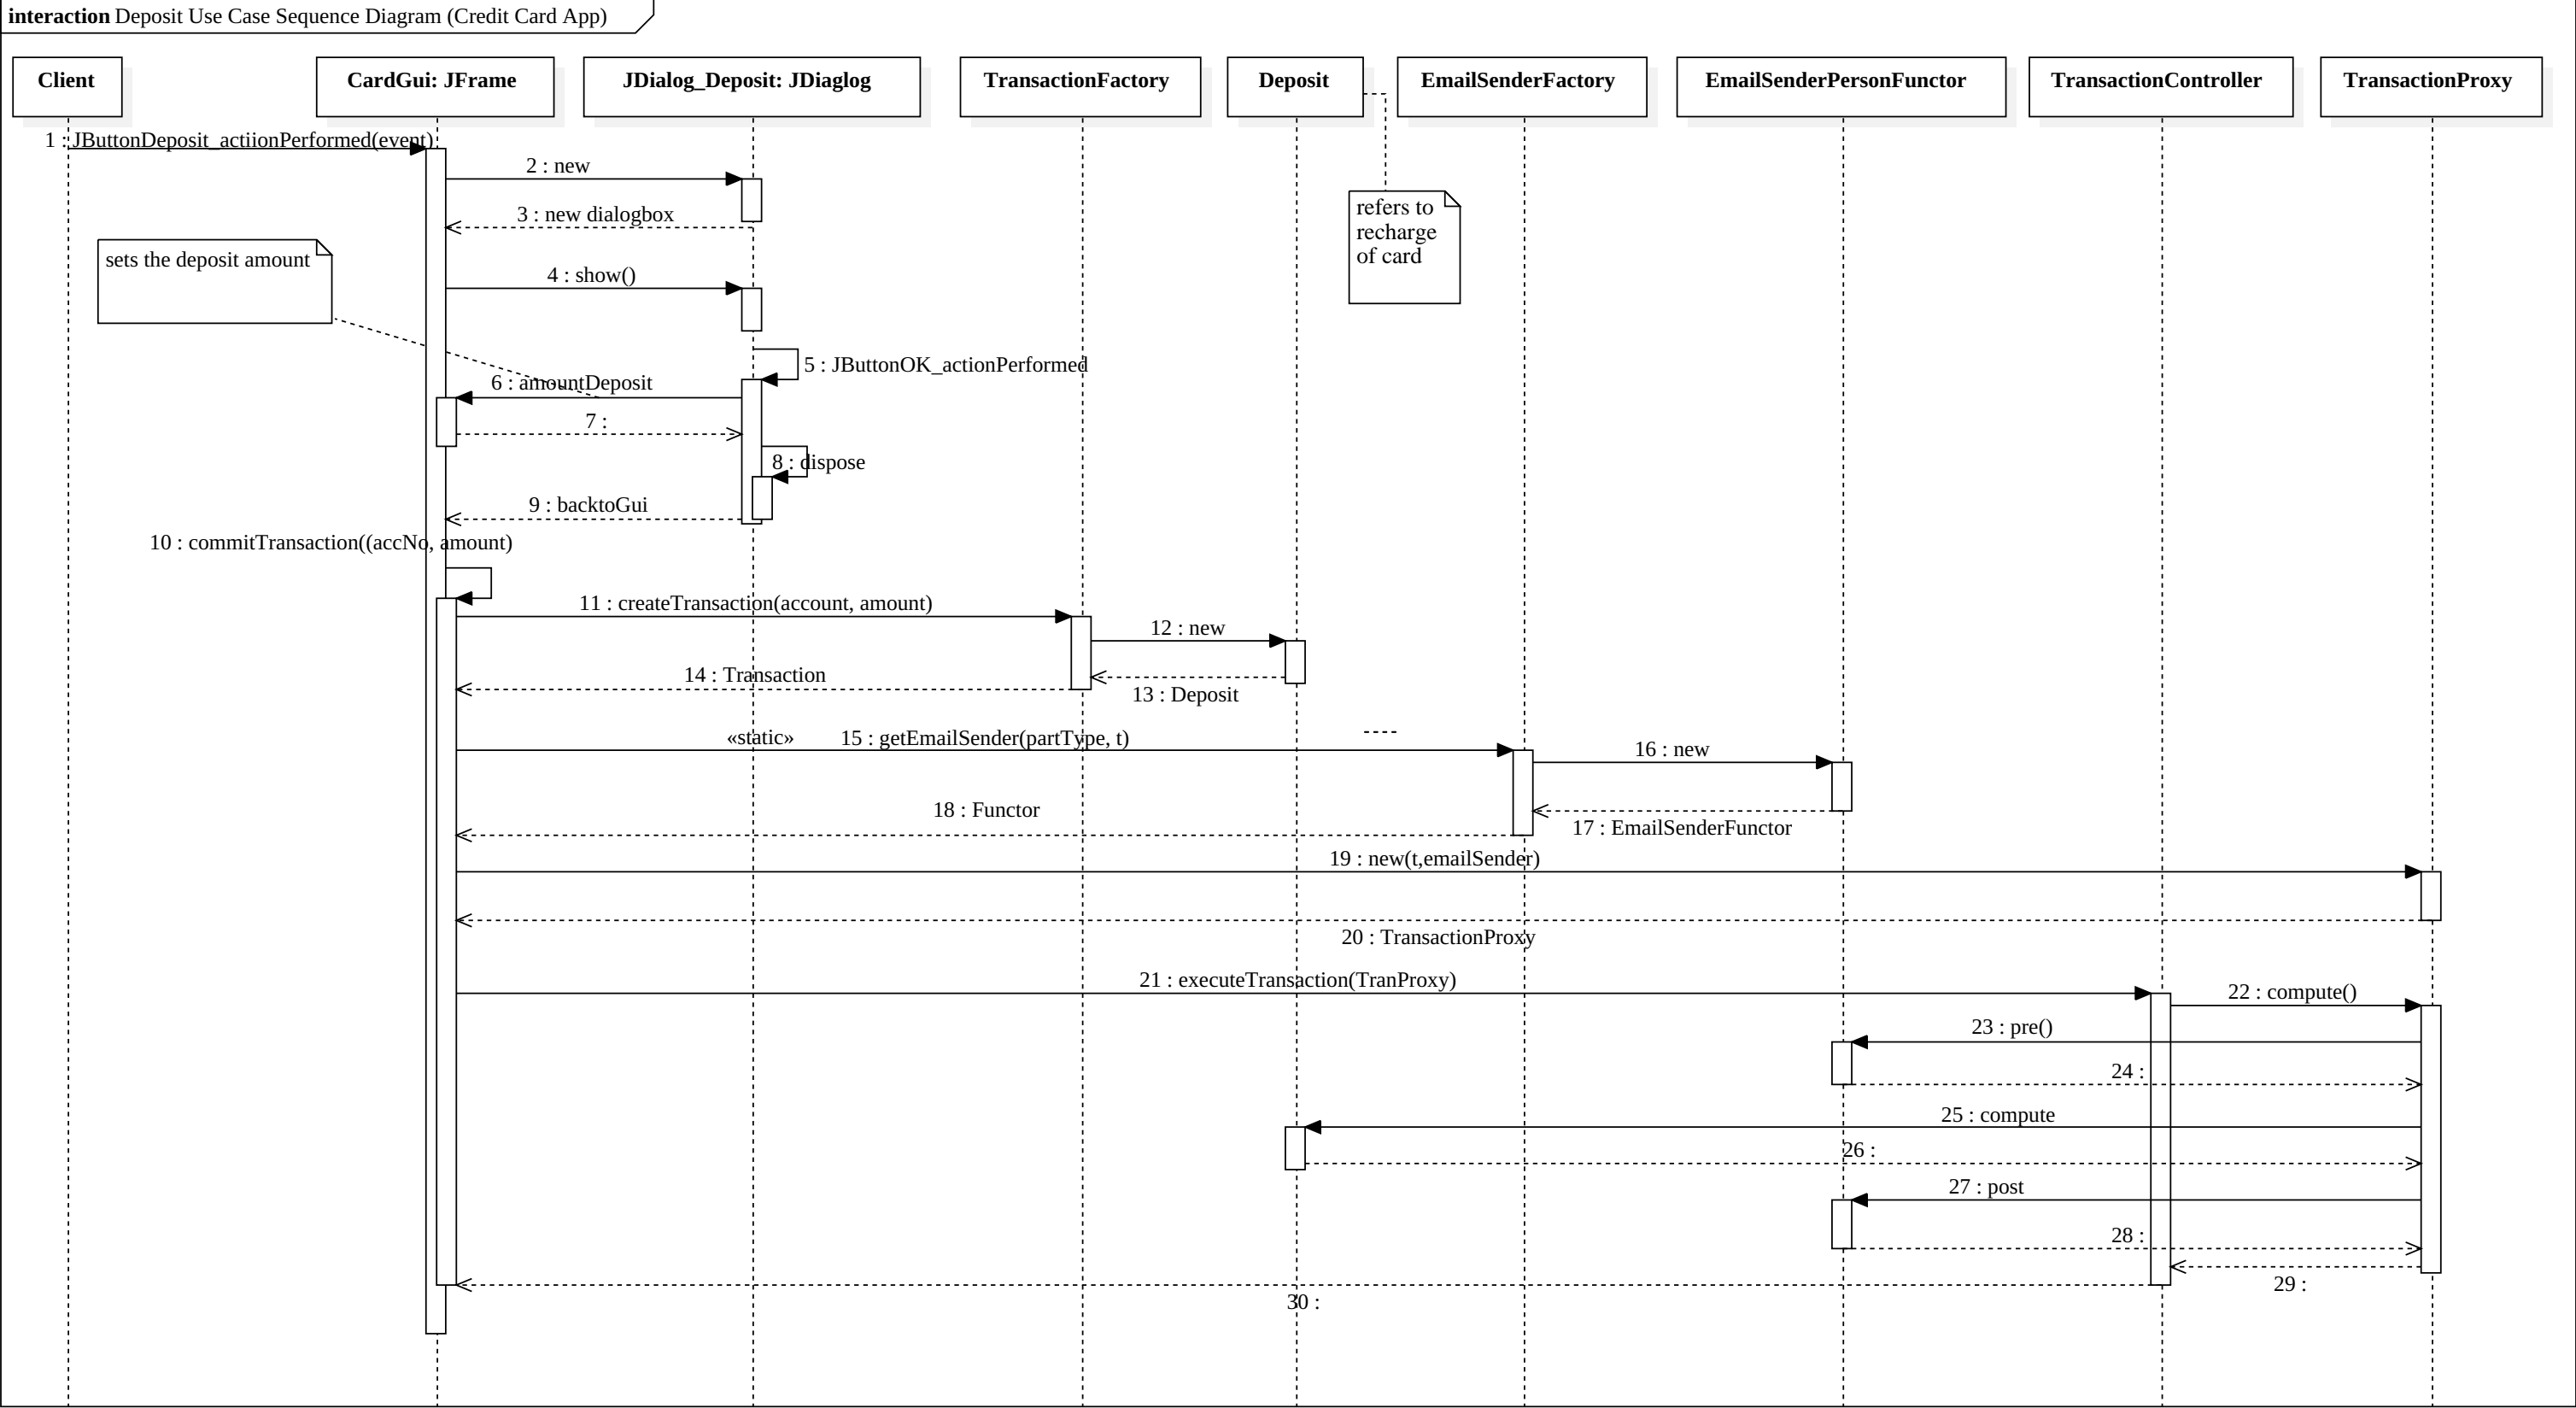 interaction Deposit Use Case Sequence Diagram (Credit Card App)
Client
CardGui: JFrame
JDialog_Deposit: JDiaglog
TransactionFactory
Deposit
EmailSenderFactory
EmailSenderPersonFunctor
TransactionController
TransactionProxy
1 : JButtonDeposit_actiionPerformed(event)
2 : new
refers to
recharge
of card
3 : new dialogbox
sets the deposit amount
4 : show()
5 : JButtonOK_actionPerformed
6 : amountDeposit
7 :
8 : dispose
9 : backtoGui
10 : commitTransaction((accNo, amount)
11 : createTransaction(account, amount)
12 : new
14 : Transaction
13 : Deposit
«static»
15 : getEmailSender(partType, t)
16 : new
18 : Functor
17 : EmailSenderFunctor
19 : new(t,emailSender)
20 : TransactionProxy
21 : executeTransaction(TranProxy)
22 : compute()
23 : pre()
24 :
25 : compute
26 :
27 : post
28 :
29 :
30 :